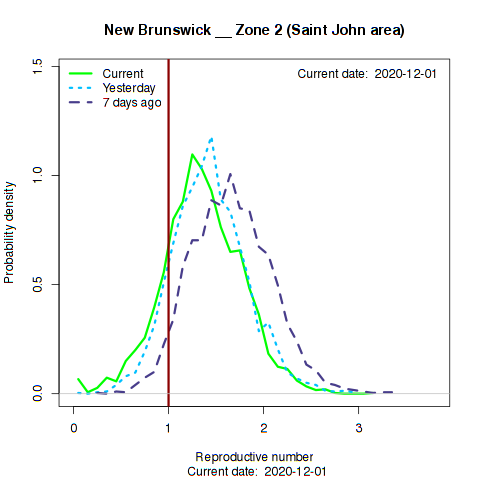 New Brunswick __ Zone 2 (Saint John area)
Current
Yesterday
7 days ago
Current date: 2020-12-01
Probability density
1.5
1.0
0.5
0.0
0 1 2 3
Reproductive number
Current date: 2020-12-01